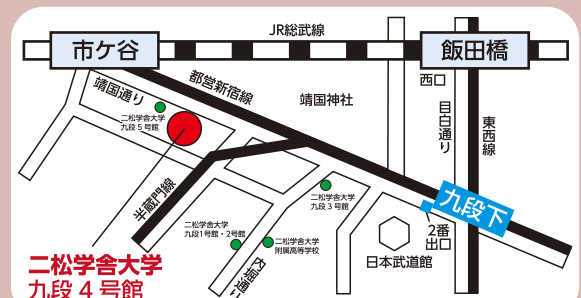 JR総武線
市ケ谷
飯田橋
西口
靖国通り
都営新宿線
靖国神社
目白通り
東西線
二松学舎大学
九段5号館
半蔵門線
二松学舎大学
九段3号館
九段下
2番
出口
二松学舎大学
九段1号館・2号館
二松学舎大学
附属高等学校
日本武道館
内堀通り
二松学舎大学
九段4号館